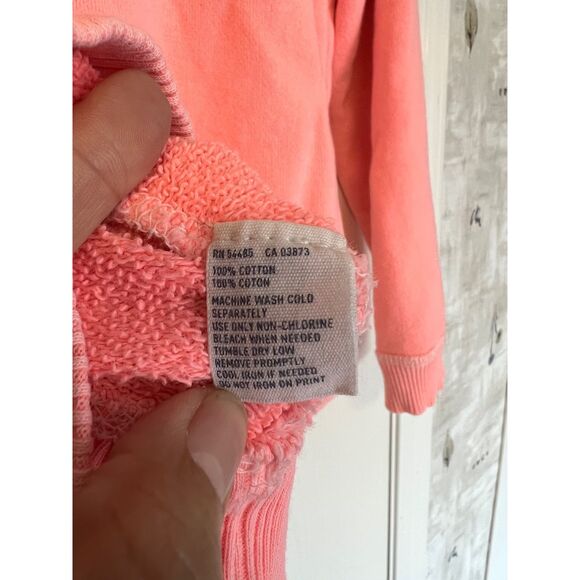 RN 54485 CA 03873
100% COTTON
100% COTON
MACHINE WASH COLD
SEPARATELY
USE ONLY NON-CHLORINE
BLEACH WHEN NEEDED
TUMBLE DRY LOW
REMOVE PROMPTLY
COOL IRON IF NEEDED
DO NOT IRON ON PRINT